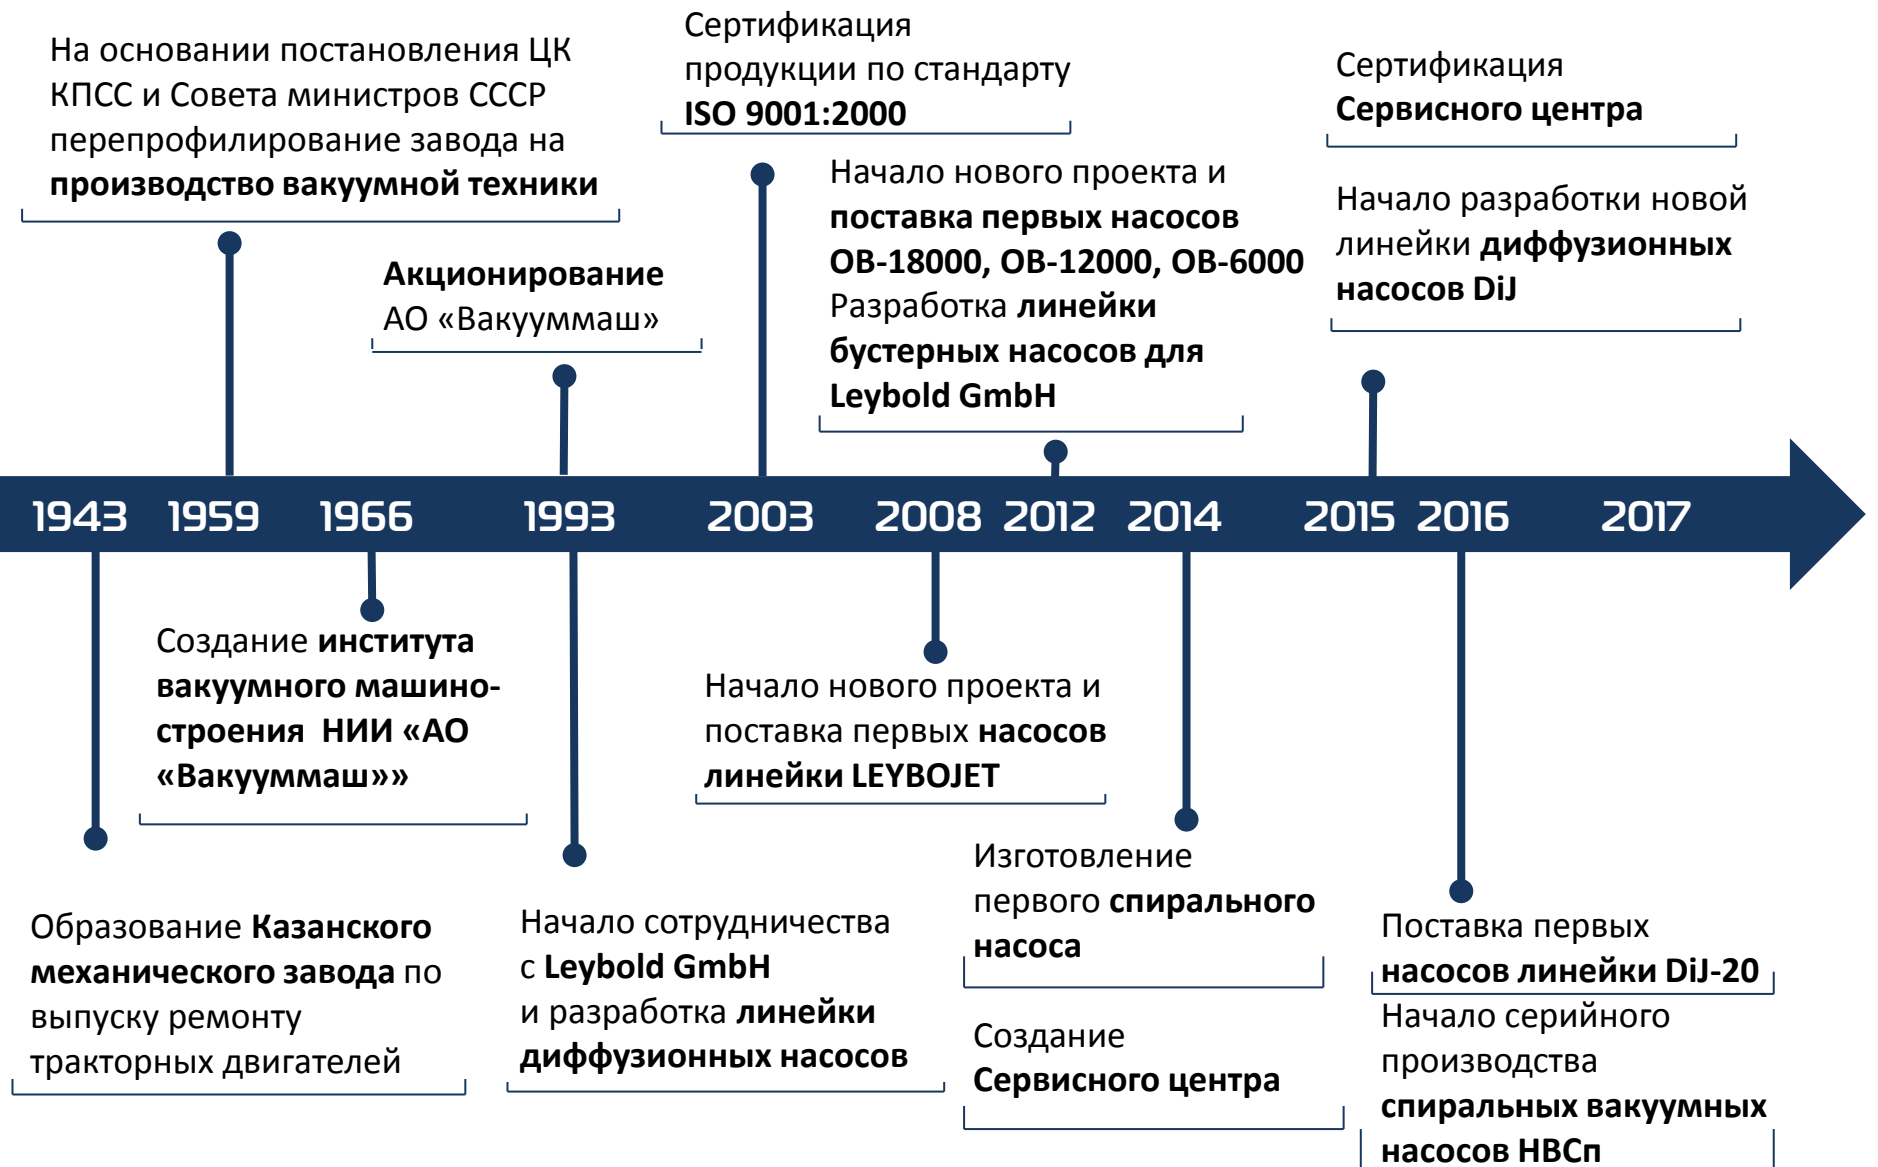 На основании постановления ЦК
КПСС и Совета министров СССР
перепрофилирование завода на
производство вакуумной техники
Акционирование
АО «Вакууммаш»
Сертификация
продукции по стандарту
ISO 9001:2000
Начало нового проекта и
поставка первых насосов
ОВ-18000, ОВ-12000, ОВ-6000
Разработка линейки
бустерных насосов для
Leybold GmbH
Сертификация
Сервисного центра
Начало разработки новой
линейки диффузионных
насосов DiJ
1943 1959 1966 1993 2003 2008 2012 2014 2015 2016 2017
Образование Казанского
механического завода по
выпуску ремонту
тракторных двигателей
Создание института
вакуумного машино-
строения НИИ «АО
«Вакууммаш»»
Начало сотрудничества
с Leybold GmbH
и разработка линейки
диффузионных насосов
Начало нового проекта и
поставка первых насосов
линейки LEYBOJET
Изготовление
первого спирального
насоса
Создание
Сервисного центра
Поставка первых
насосов линейки DiJ-20
Начало серийного
производства
спиральных вакуумных
насосов НВСп